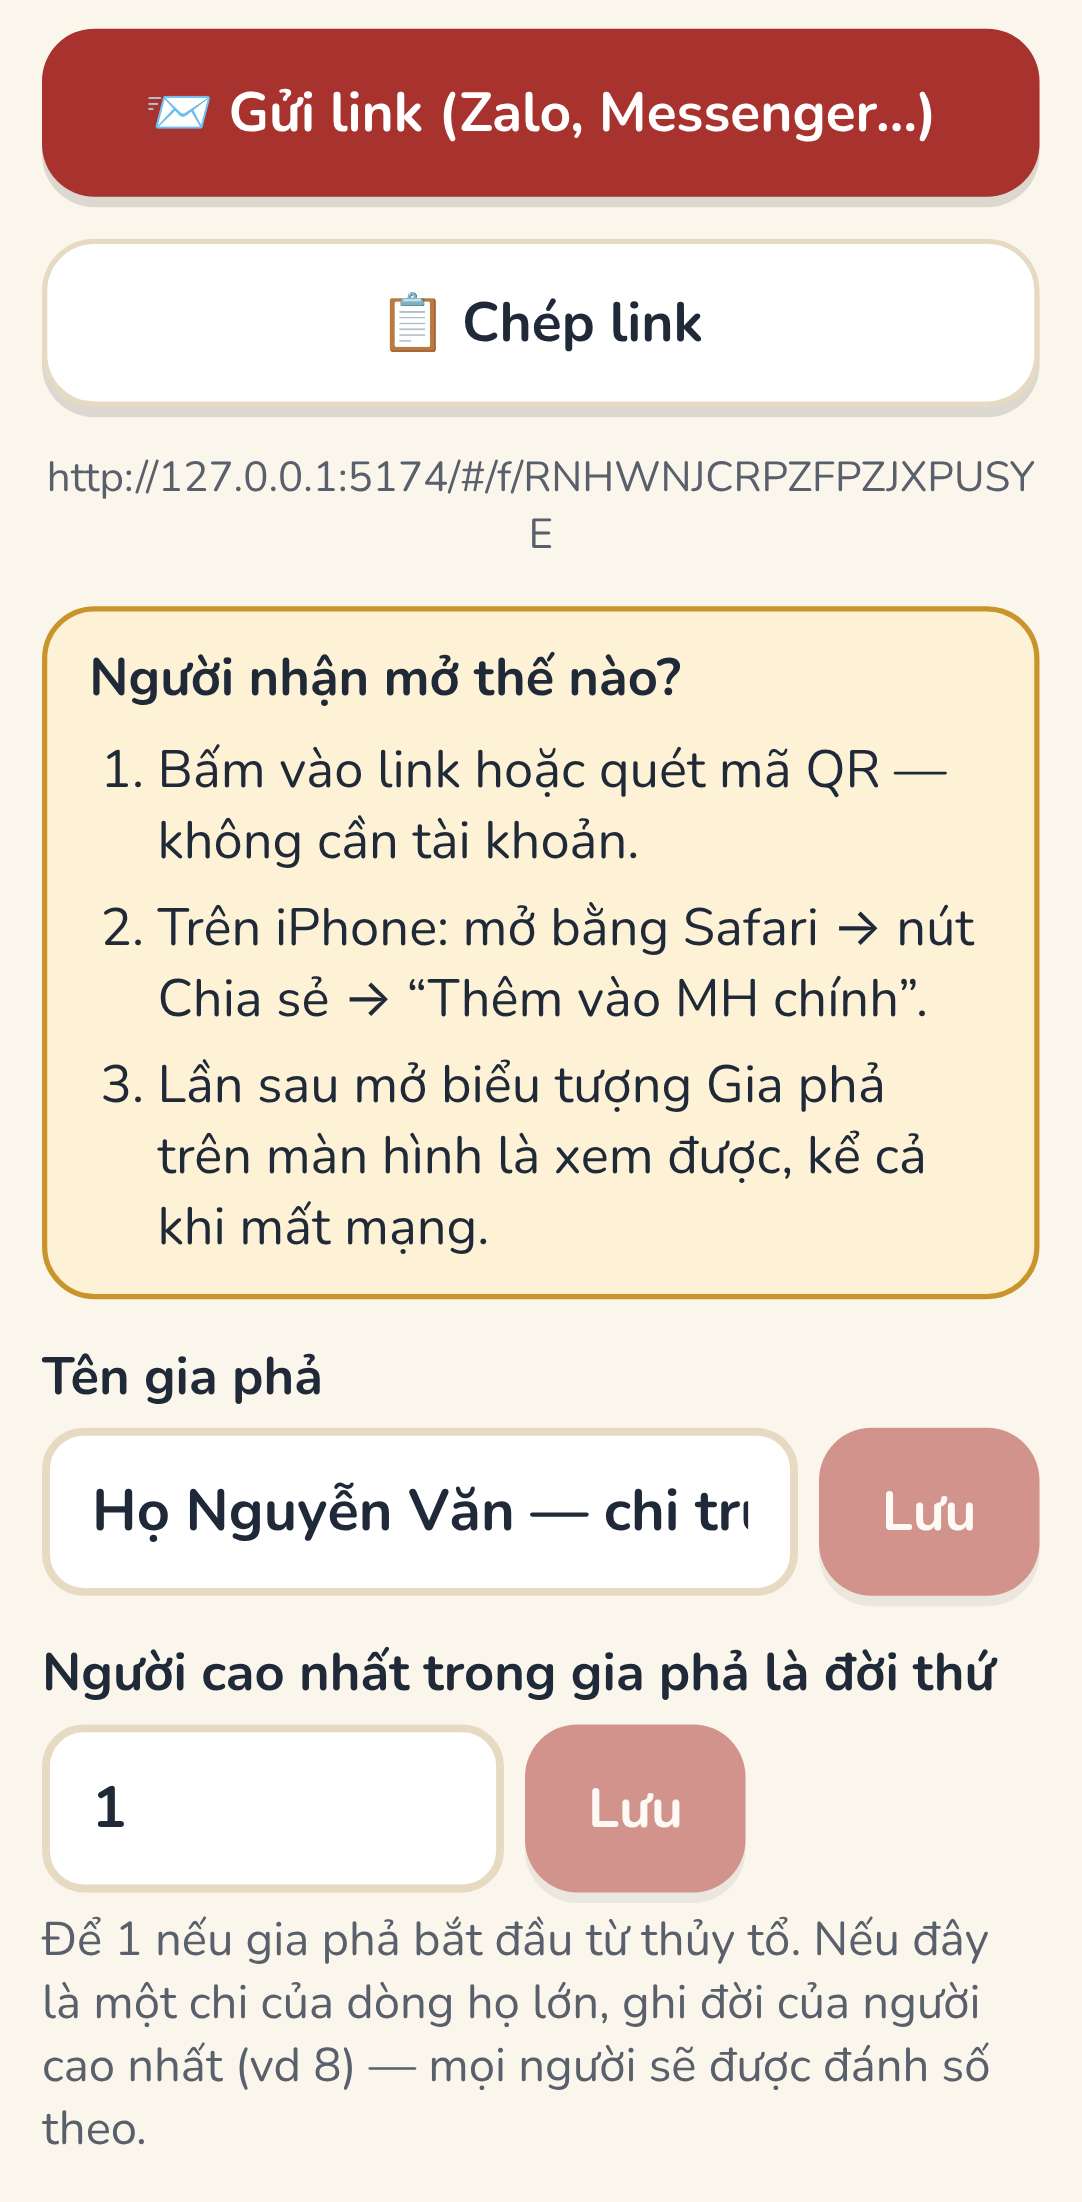 📨 Gửi link (Zalo, Messenger...)
📋 Chép link
http://127.0.0.1:5174/#/f/RNHWNJCRPZFPZJXPUSY
E
Người nhận mở thế nào?
1. Bấm vào link hoặc quét mã QR —
không cần tài khoản.
2. Trên iPhone: mở bằng Safari → nút
Chia sẻ → “Thêm vào MH chính”.
3. Lần sau mở biểu tượng Gia phả
trên màn hình là xem được, kể cả
khi mất mạng.
Tên gia phả
Họ Nguyễn Văn — chi
Lưu
Người cao nhất trong gia phả là đời thứ
1
Lưu
Để 1 nếu gia phả bắt đầu từ thủy tổ. Nếu đây
là một chi của dòng họ lớn, ghi đời của người
cao nhất (vd 8) — mọi người sẽ được đánh số
theo.